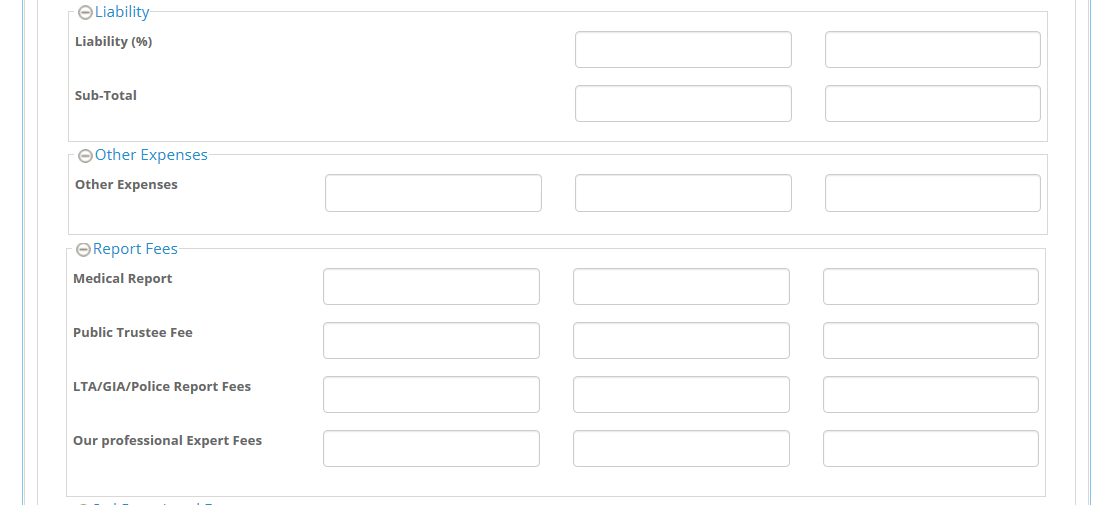 Liability
Liability (%)
Sub-Total
Other Expenses
Other Expenses
Report Fees
Medical Report
Public Trustee Fee
LTA/GIA/Police Report Fees
Our professional Expert Fees